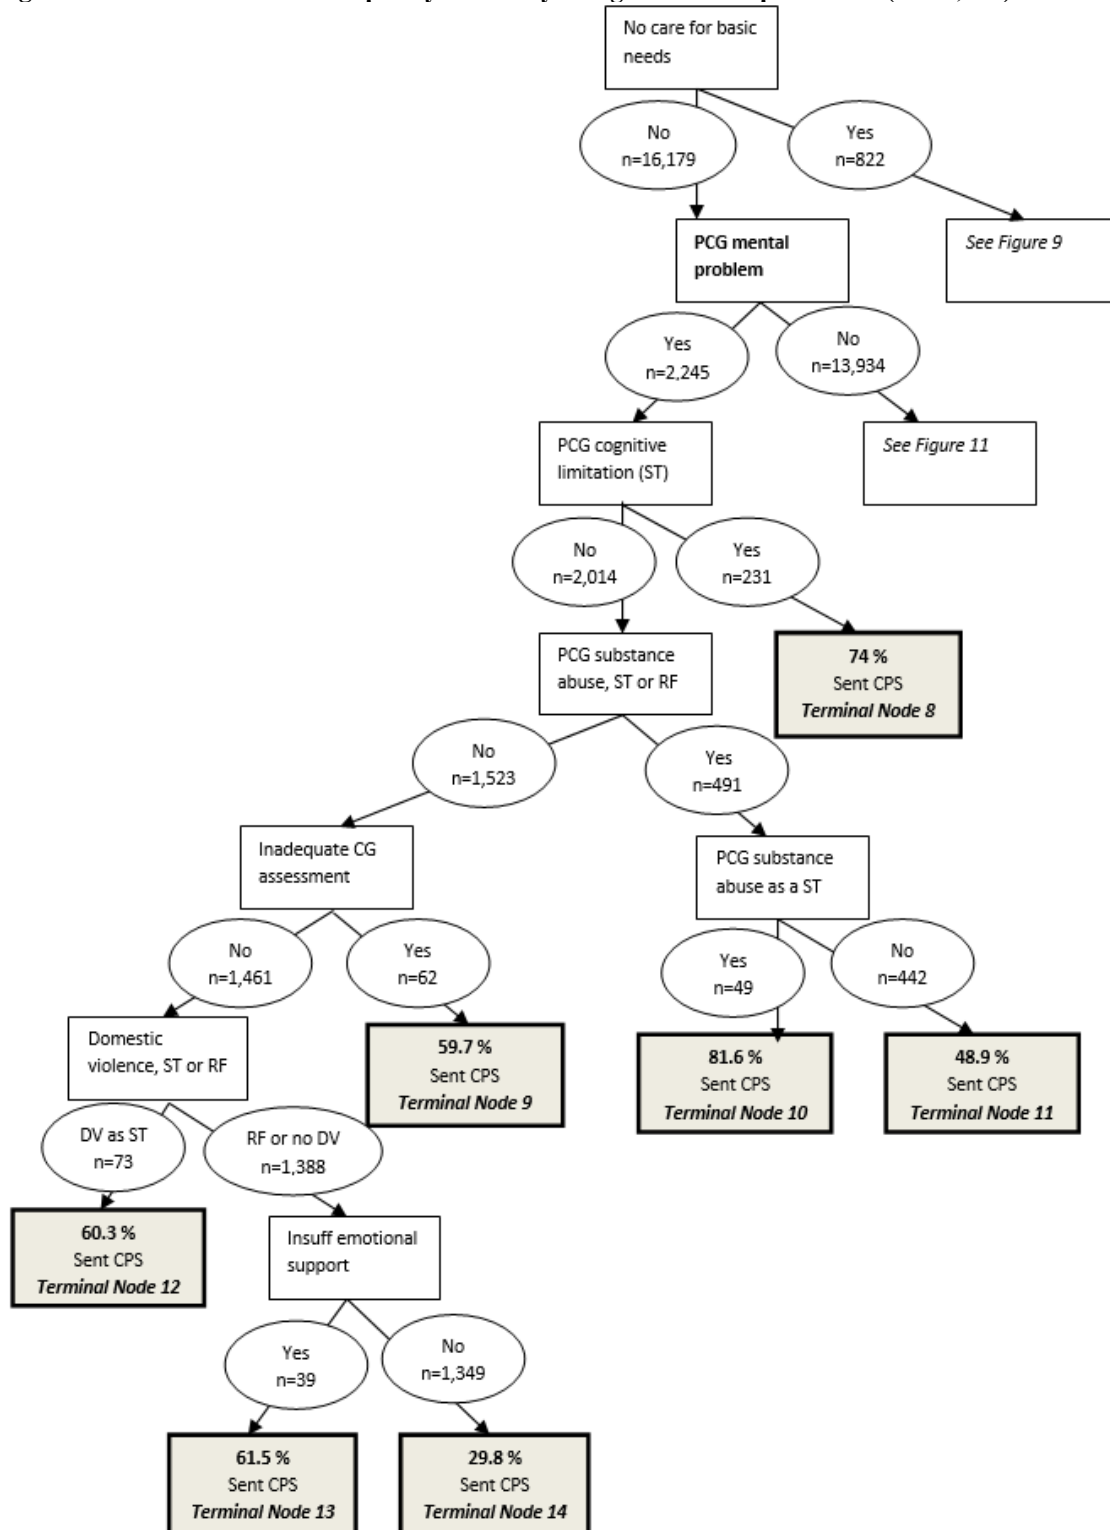 No care for basic
needs
No
n=16,179
Yes
n=822
PCG mental
problem
See Figure 9
Yes
n=2,245
No
n=13,934
PCG cognitive
limitation (ST)
See Figure 11
No
n=2,014
Yes
n=231
PCG substance
abuse, ST or RF
74 %
Sent CPS
Terminal Node 8
No
n=1,523
Yes
n=491
Inadequate CG
assessment
PCG substance
abuse as a ST
No
n=1,461
Yes
n=62
Yes
n=49
No
n=442
Domestic
violence, ST or RF
59.7 %
Sent CPS
Terminal Node 9
81.6 %
Sent CPS
Terminal Node 10
48.9 %
Sent CPS
Terminal Node 11
DV as ST
n=73
RF or no DV
n=1,388
60.3 %
Sent CPS
Terminal Node 12
Insuff emotional
support
Yes
n=39
No
n=1,349
61.5 %
Sent CPS
Terminal Node 13
29.8 %
Sent CPS
Terminal Node 14